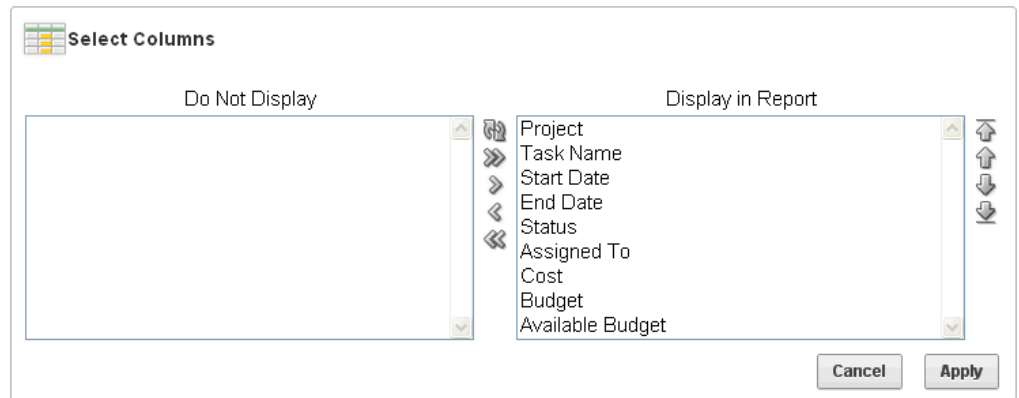 Select Columns
Do Not Display
Display in Report
Project
Task Name
Start Date
End Date
Status
Assigned To
Cost
Budget
Available Budget
Cancel
Apply